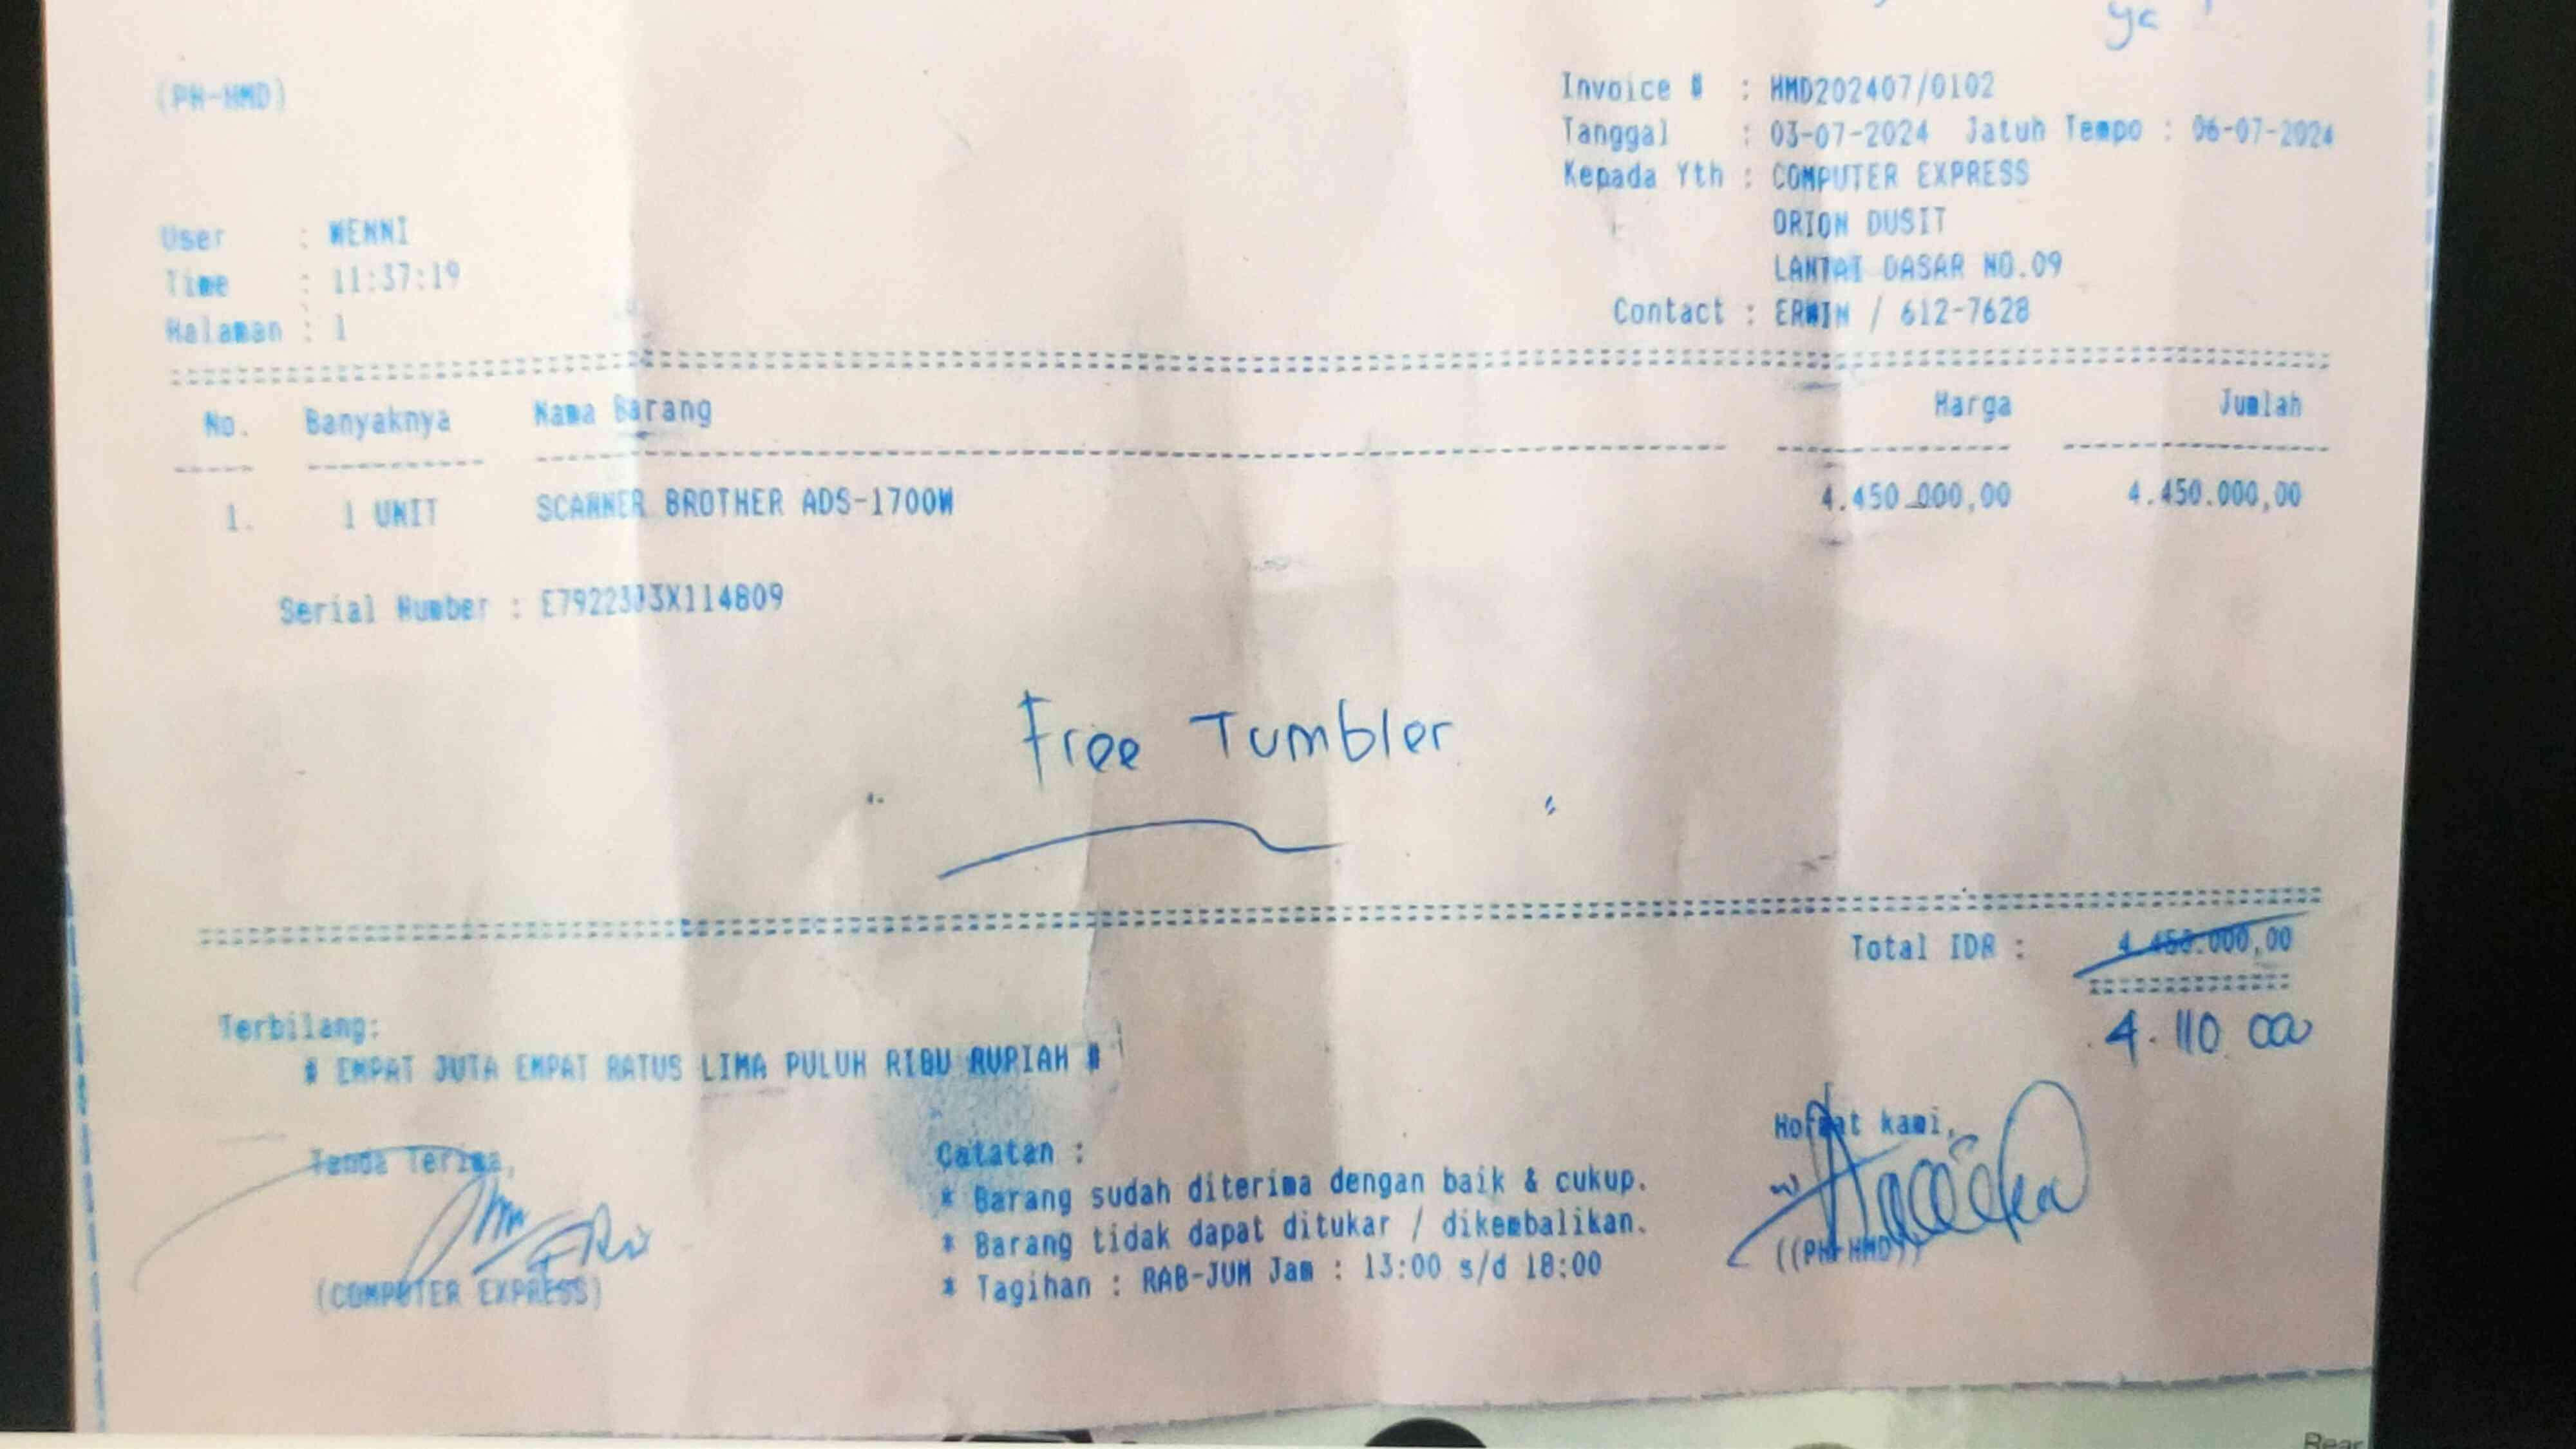 ya
(PH-HMD)
Invoice # : HMD202407/0102
Tanggal : 03-07-2024 Jatuh Tempo : 06-07-2024
Kepada Yth : COMPUTER EXPRESS
ORION DUSIT
LANTAI DASAR NO.09
Contact : ERWIN / 612-7628
User : WENNI
Time : 11:37:19
Halaman : 1
No. Banyaknya Nama Barang Harga Jumlah
1. 1 UNIT SCANNER BROTHER ADS-1700W 4.450.000,00 4.450.000,00
Serial Number : E79223J3X114809
Free Tumbler
Total IDR : 4.450.000,00
4.110.000
Terbilang:
# EMPAT JUTA EMPAT RATUS LIMA PULUH RIBU RUPIAH #
Tanda Terima,
(COMPUTER EXPRESS)
Catatan :
* Barang sudah diterima dengan baik & cukup.
* Barang tidak dapat ditukar / dikembalikan.
* Tagihan : RAB-JUM Jam : 13:00 s/d 18:00
Hormat kami,
((PH-HMD))
Rear